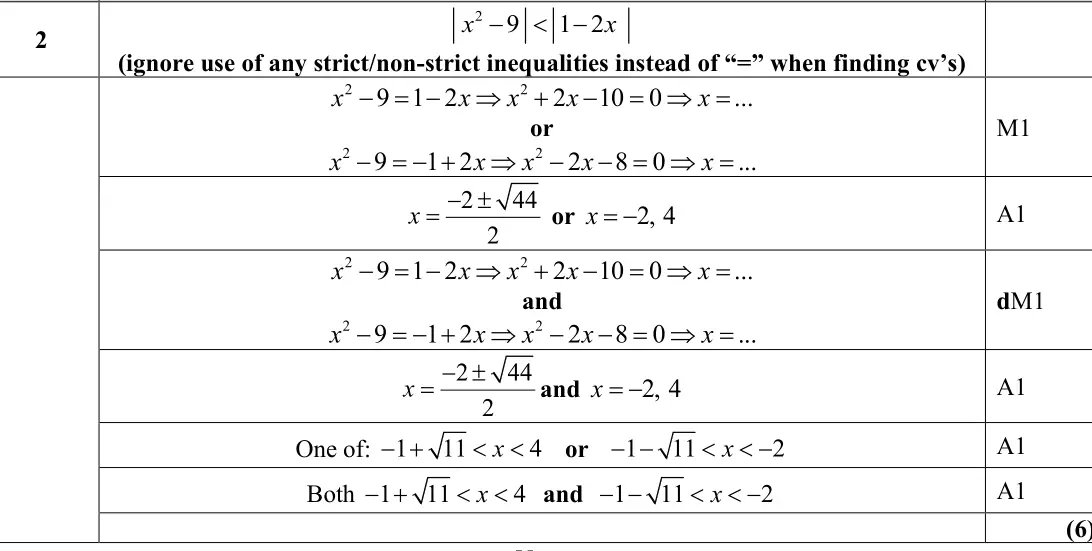 2
|x² − 9| < |1 − 2x|
(ignore use of any strict/non-strict inequalities instead of “=” when finding cv’s)
x² − 9 = 1 − 2x ⇒ x² + 2x − 10 = 0 ⇒ x = ...
or
x² − 9 = −1 + 2x ⇒ x² − 2x − 8 = 0 ⇒ x = ...
M1
x = (−2 ± √44)/2 or x = −2, 4
A1
x² − 9 = 1 − 2x ⇒ x² + 2x − 10 = 0 ⇒ x = ...
and
x² − 9 = −1 + 2x ⇒ x² − 2x − 8 = 0 ⇒ x = ...
dM1
x = (−2 ± √44)/2 and x = −2, 4
A1
One of: −1 + √11 < x < 4 or −1 − √11 < x < −2
A1
Both −1 + √11 < x < 4 and −1 − √11 < x < −2
A1
(6)